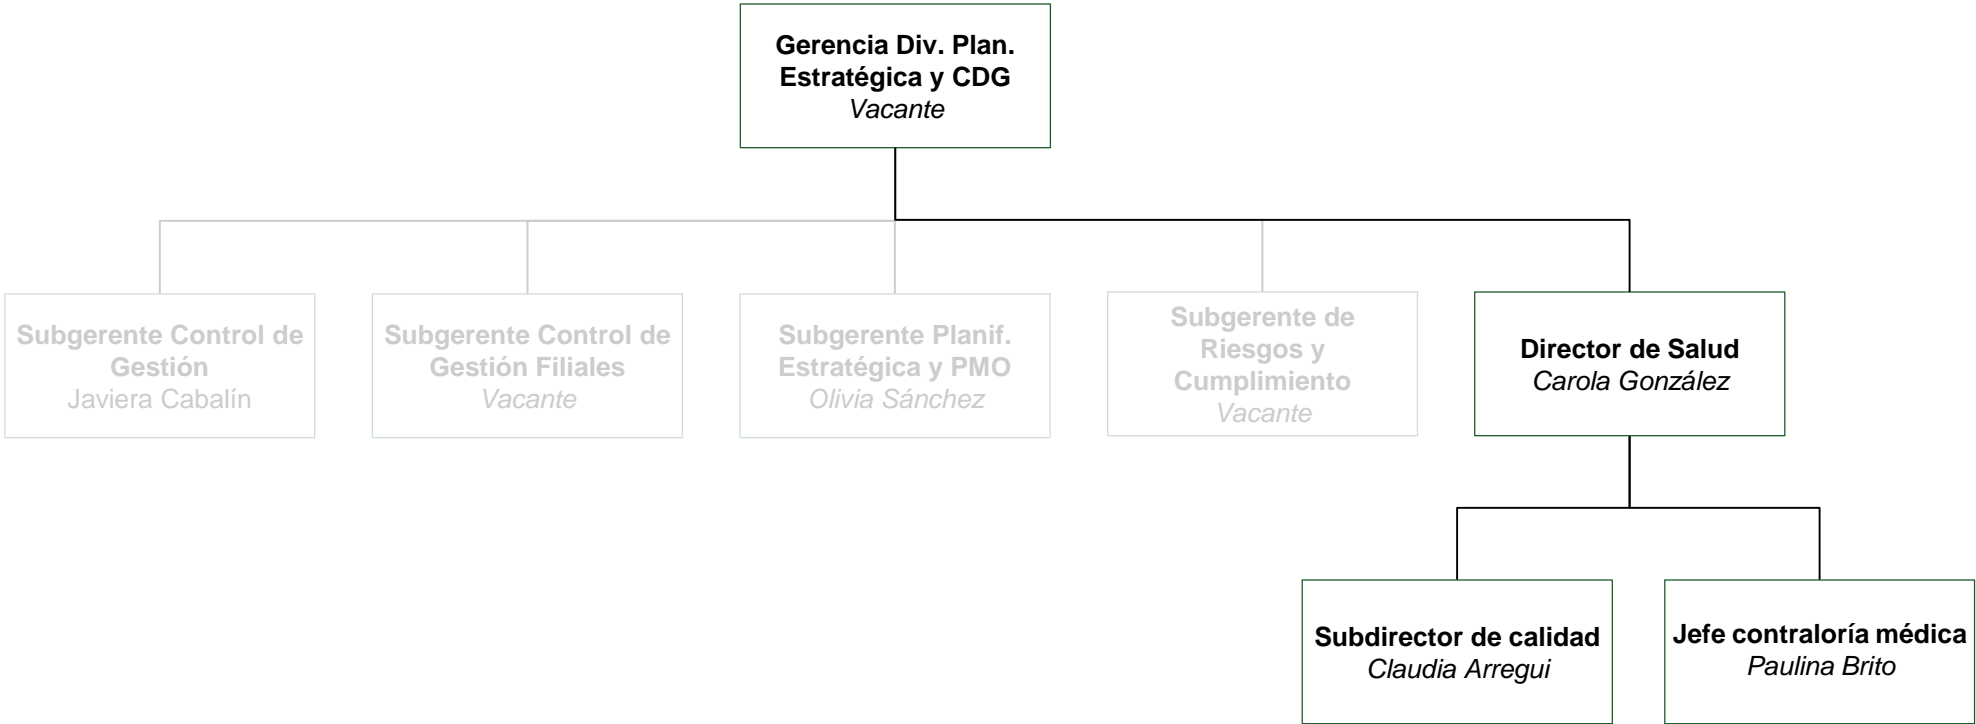 Gerencia Div. Plan.
Estratégica y CDG
Vacante
Subgerente Control de
Gestión
Javiera Cabalín
Subgerente Control de
Gestión Filiales
Vacante
Subgerente Planif.
Estratégica y PMO
Olivia Sánchez
Subgerente de
Riesgos y
Cumplimiento
Vacante
Director de Salud
Carola González
Subdirector de calidad
Claudia Arregui
Jefe contraloría médica
Paulina Brito